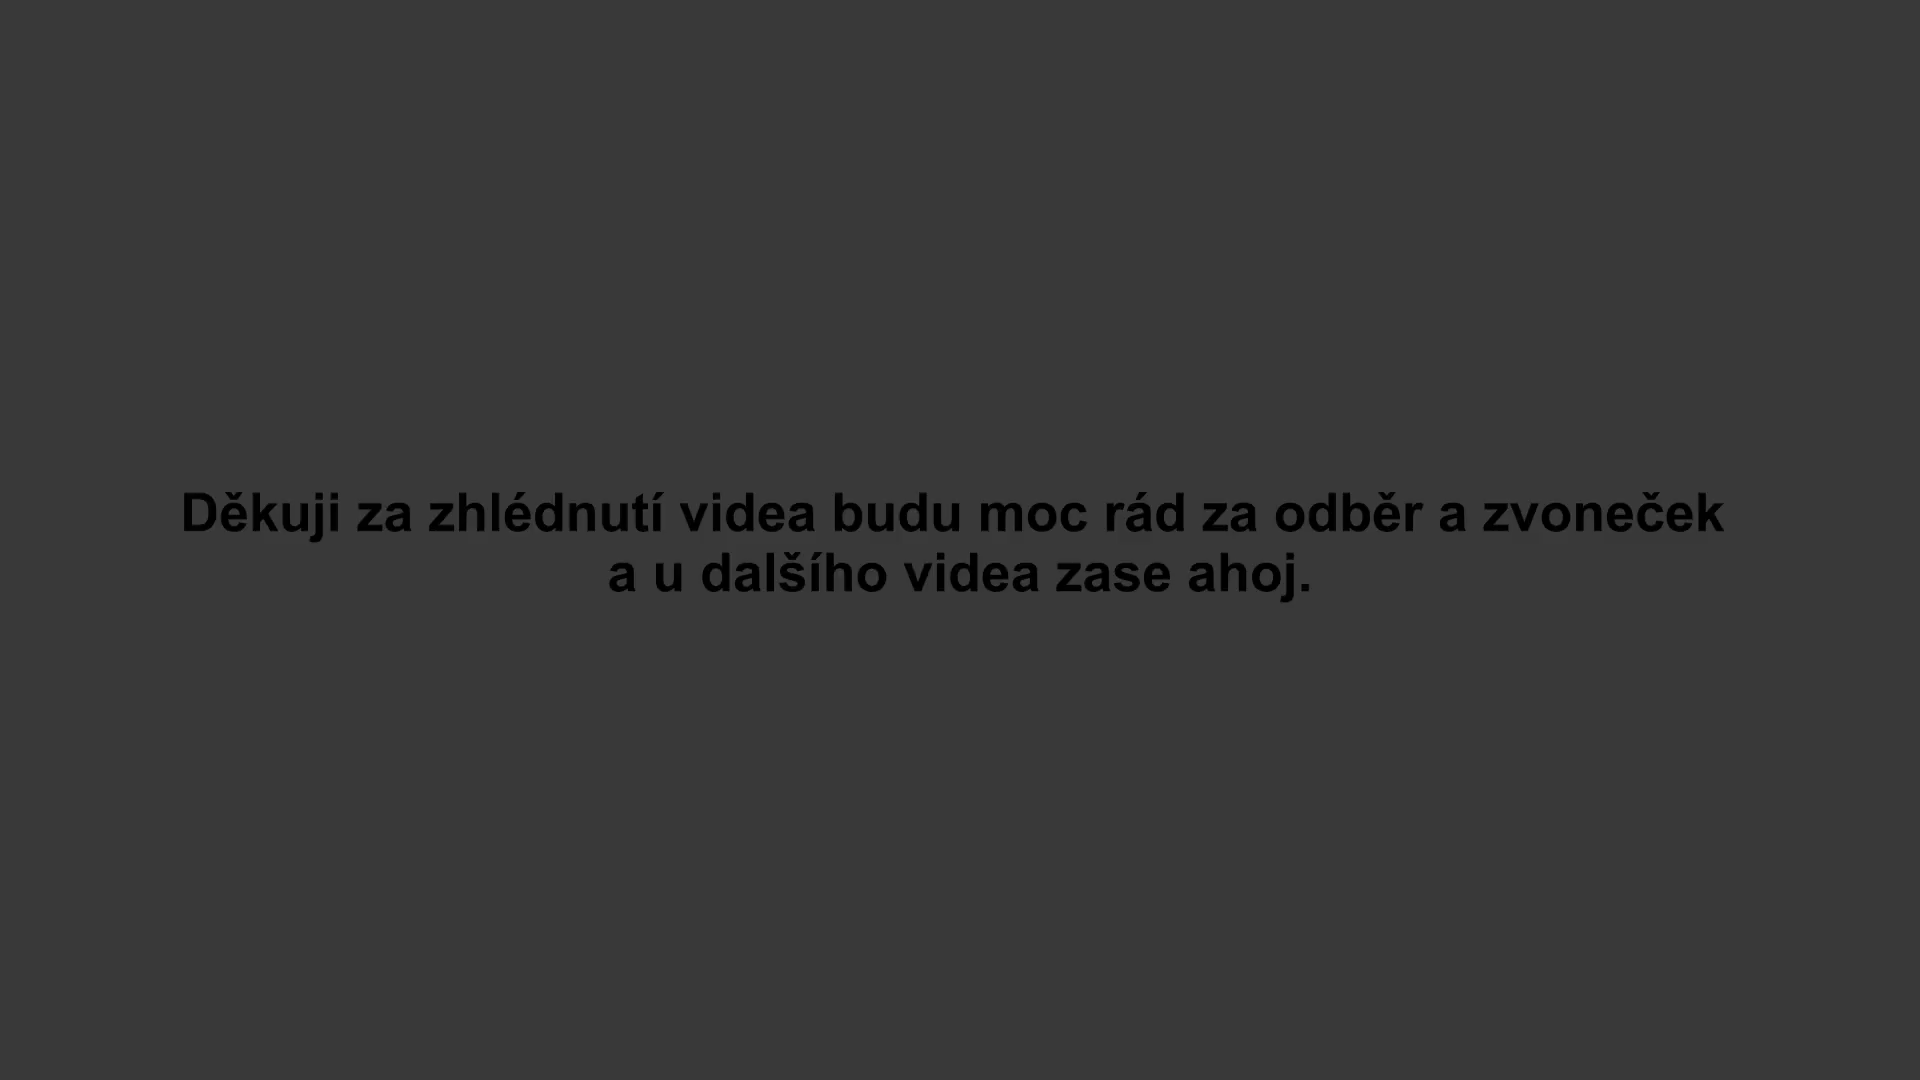 Děkuji za zhlédnutí videa budu moc rád za odběr a zvoneček
a u dalšího videa zase ahoj.